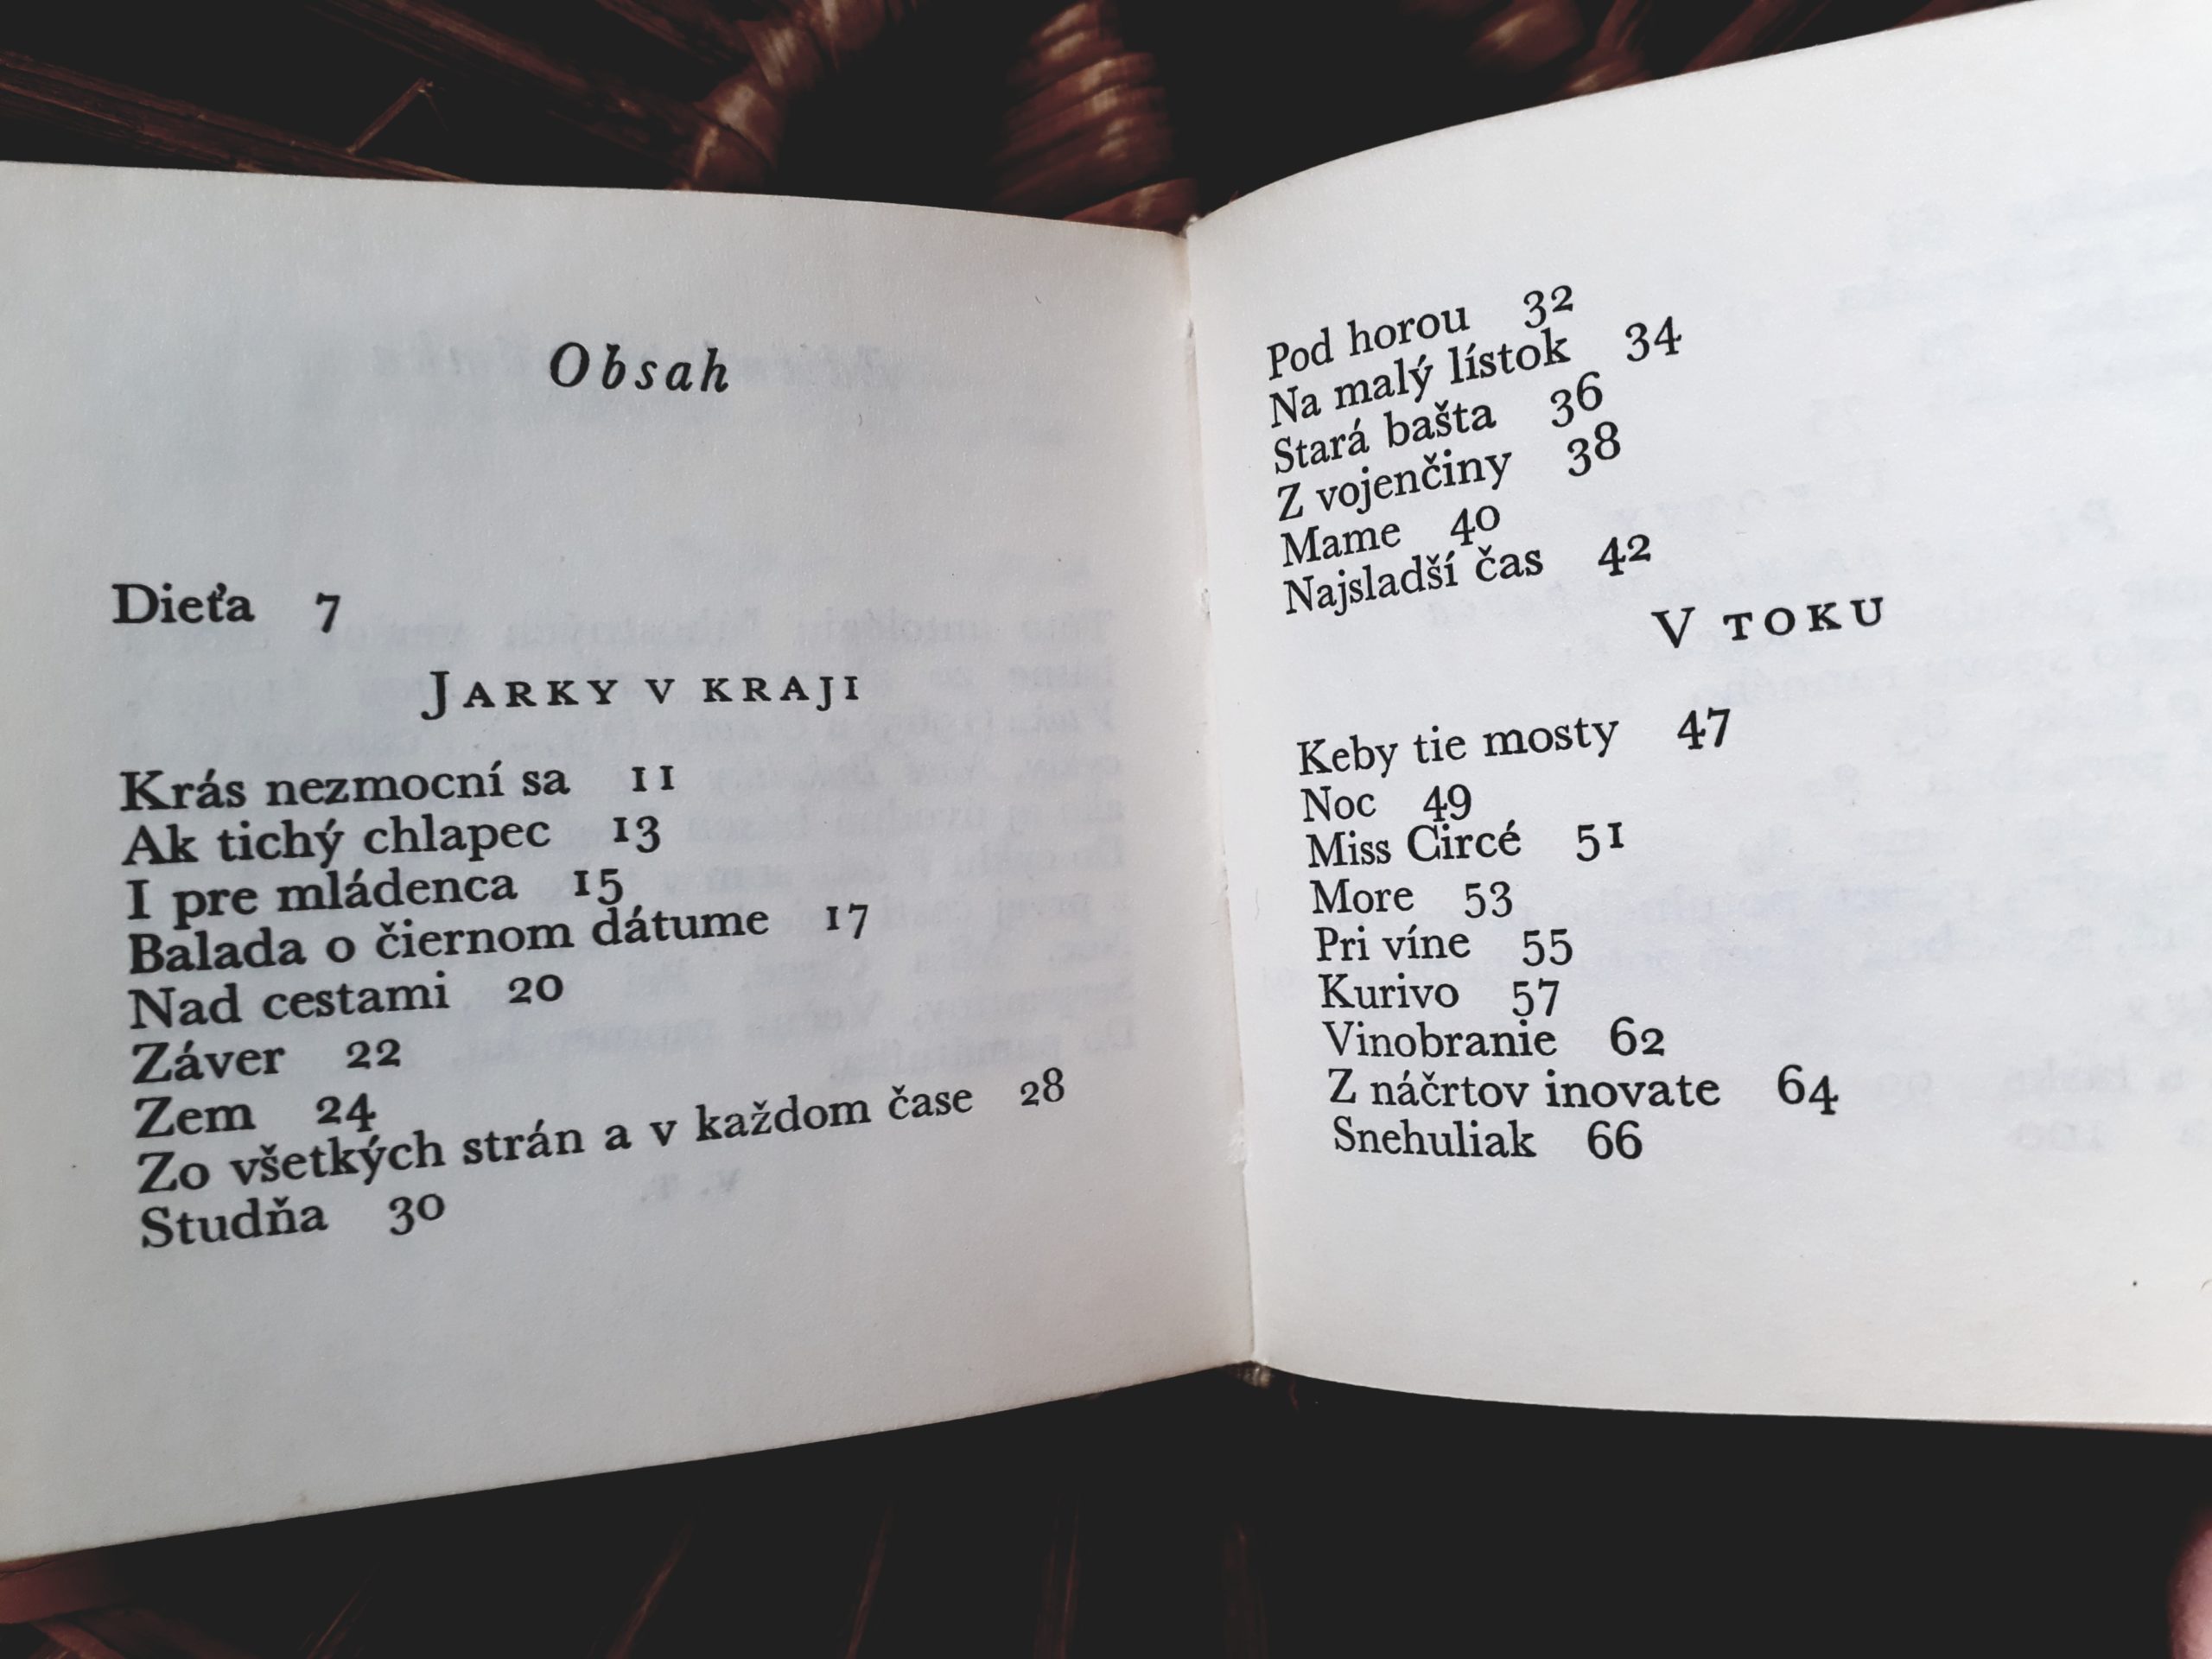 Obsah
Dieťa 7
Jarky v kraji
Krás nezmocní sa 11
Ak tichý chlapec 13
I pre mládenca 15
Balada o čiernom dátume 17
Nad cestami 20
Záver 22
Zem 24
Zo všetkých strán a v každom čase 28
Studňa 30
Pod horou 32
Na malý lístok 34
Stará bašta 36
Z vojenčiny 38
Mame 40
Najsladší čas 42
V toku
Keby tie mosty 47
Noc 49
Miss Circé 51
More 53
Pri víne 55
Kurivo 57
Vinobranie 62
Z náčrtov inovate 64
Snehuliak 66